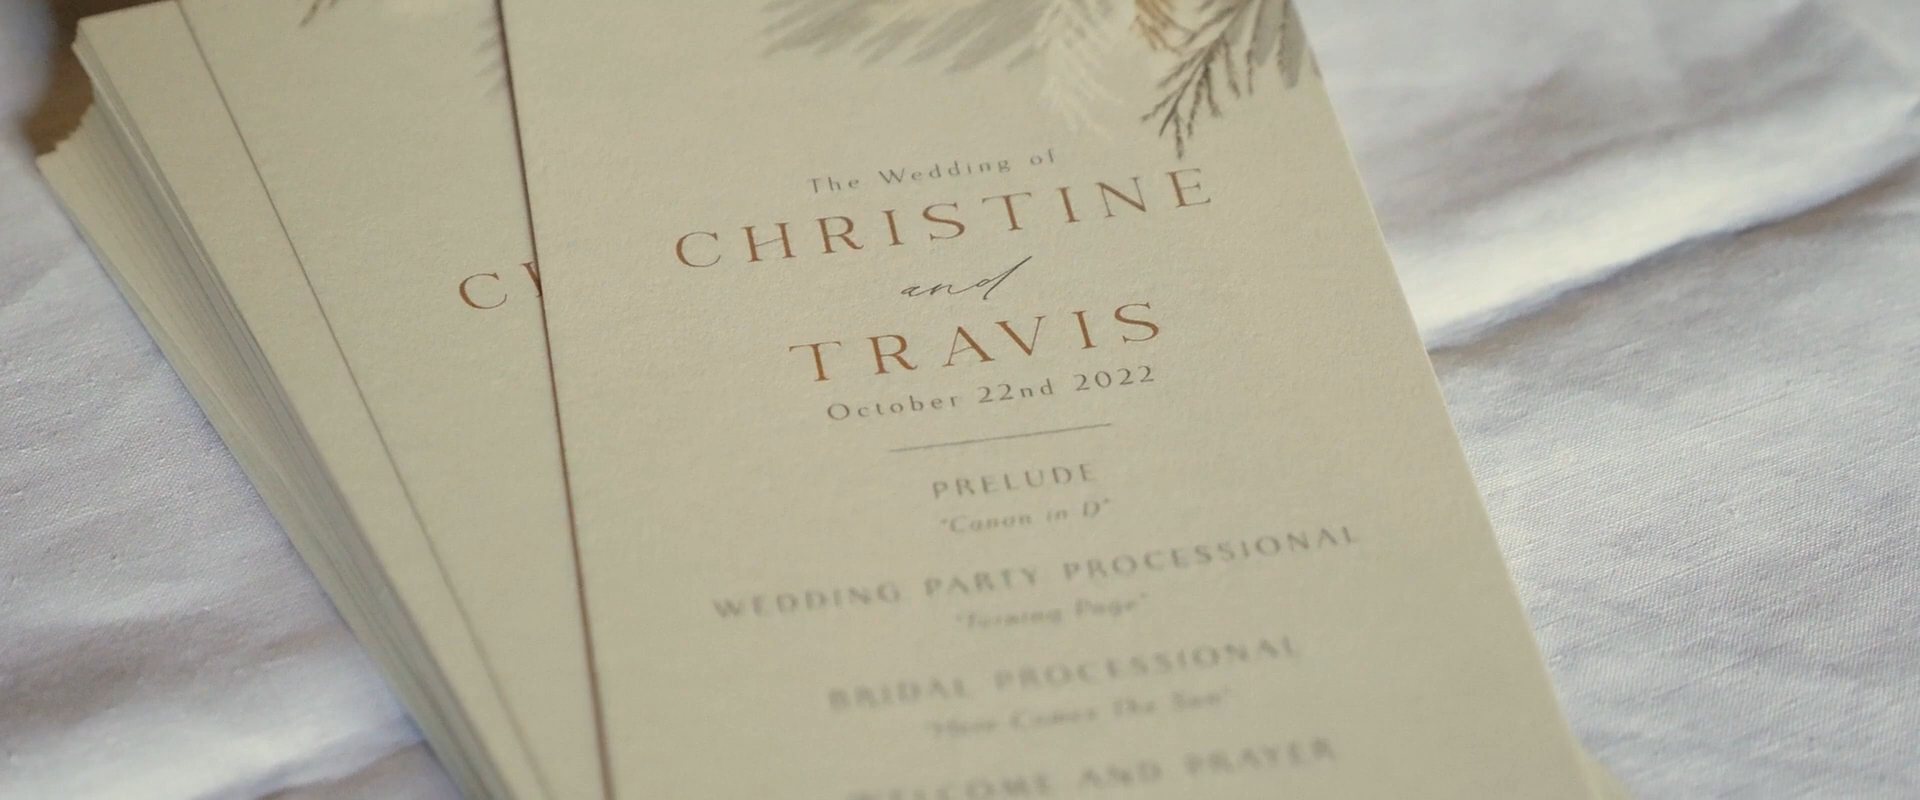 The Wedding of
CHRISTINE
and
TRAVIS
October 22nd 2022
PRELUDE
"Canon in D"
WEDDING PARTY PROCESSIONAL
"Turning Page"
BRIDAL PROCESSIONAL
"Here Comes The Sun"
WELCOME AND PRAYER
C